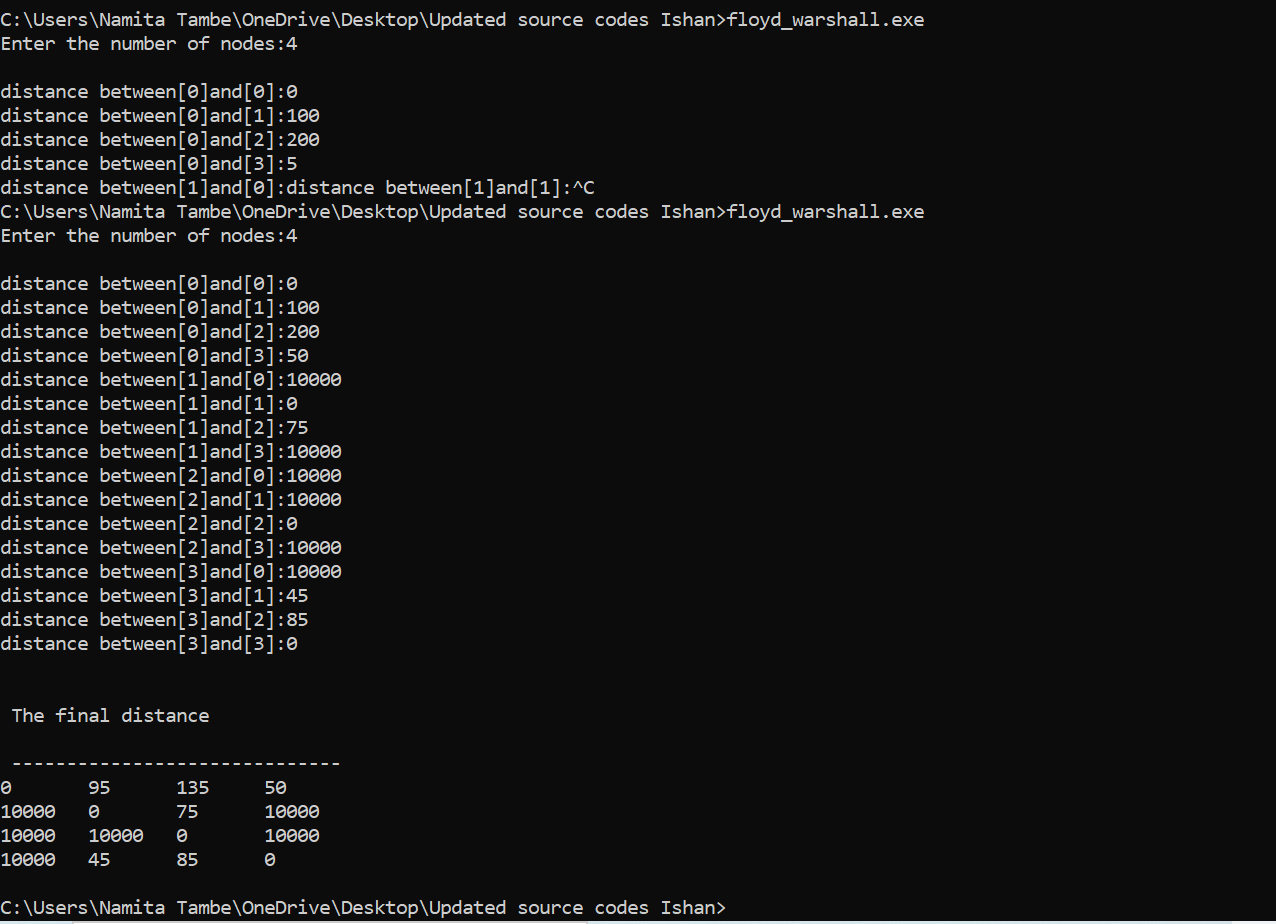 C:\Users\Namita Tambe\OneDrive\Desktop\Updated source codes Ishan>floyd_warshall.exe
Enter the number of nodes:4
distance between[0]and[0]:0
distance between[0]and[1]:100
distance between[0]and[2]:200
distance between[0]and[3]:5
distance between[1]and[0]:distance between[1]and[1]:^C
C:\Users\Namita Tambe\OneDrive\Desktop\Updated source codes Ishan>floyd_warshall.exe
Enter the number of nodes:4
distance between[0]and[0]:0
distance between[0]and[1]:100
distance between[0]and[2]:200
distance between[0]and[3]:50
distance between[1]and[0]:10000
distance between[1]and[1]:0
distance between[1]and[2]:75
distance between[1]and[3]:10000
distance between[2]and[0]:10000
distance between[2]and[1]:10000
distance between[2]and[2]:0
distance between[2]and[3]:10000
distance between[3]and[0]:10000
distance between[3]and[1]:45
distance between[3]and[2]:85
distance between[3]and[3]:0
The final distance
------------------------------
0 95 135 50
10000 0 75 10000
10000 10000 0 10000
10000 45 85 0
C:\Users\Namita Tambe\OneDrive\Desktop\Updated source codes Ishan>